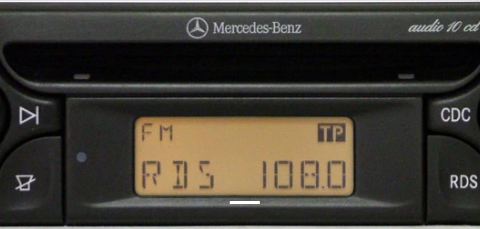 Mercedes-Benz
audio 10 cd
CDC
FM TP
RDS 108.0
RDS